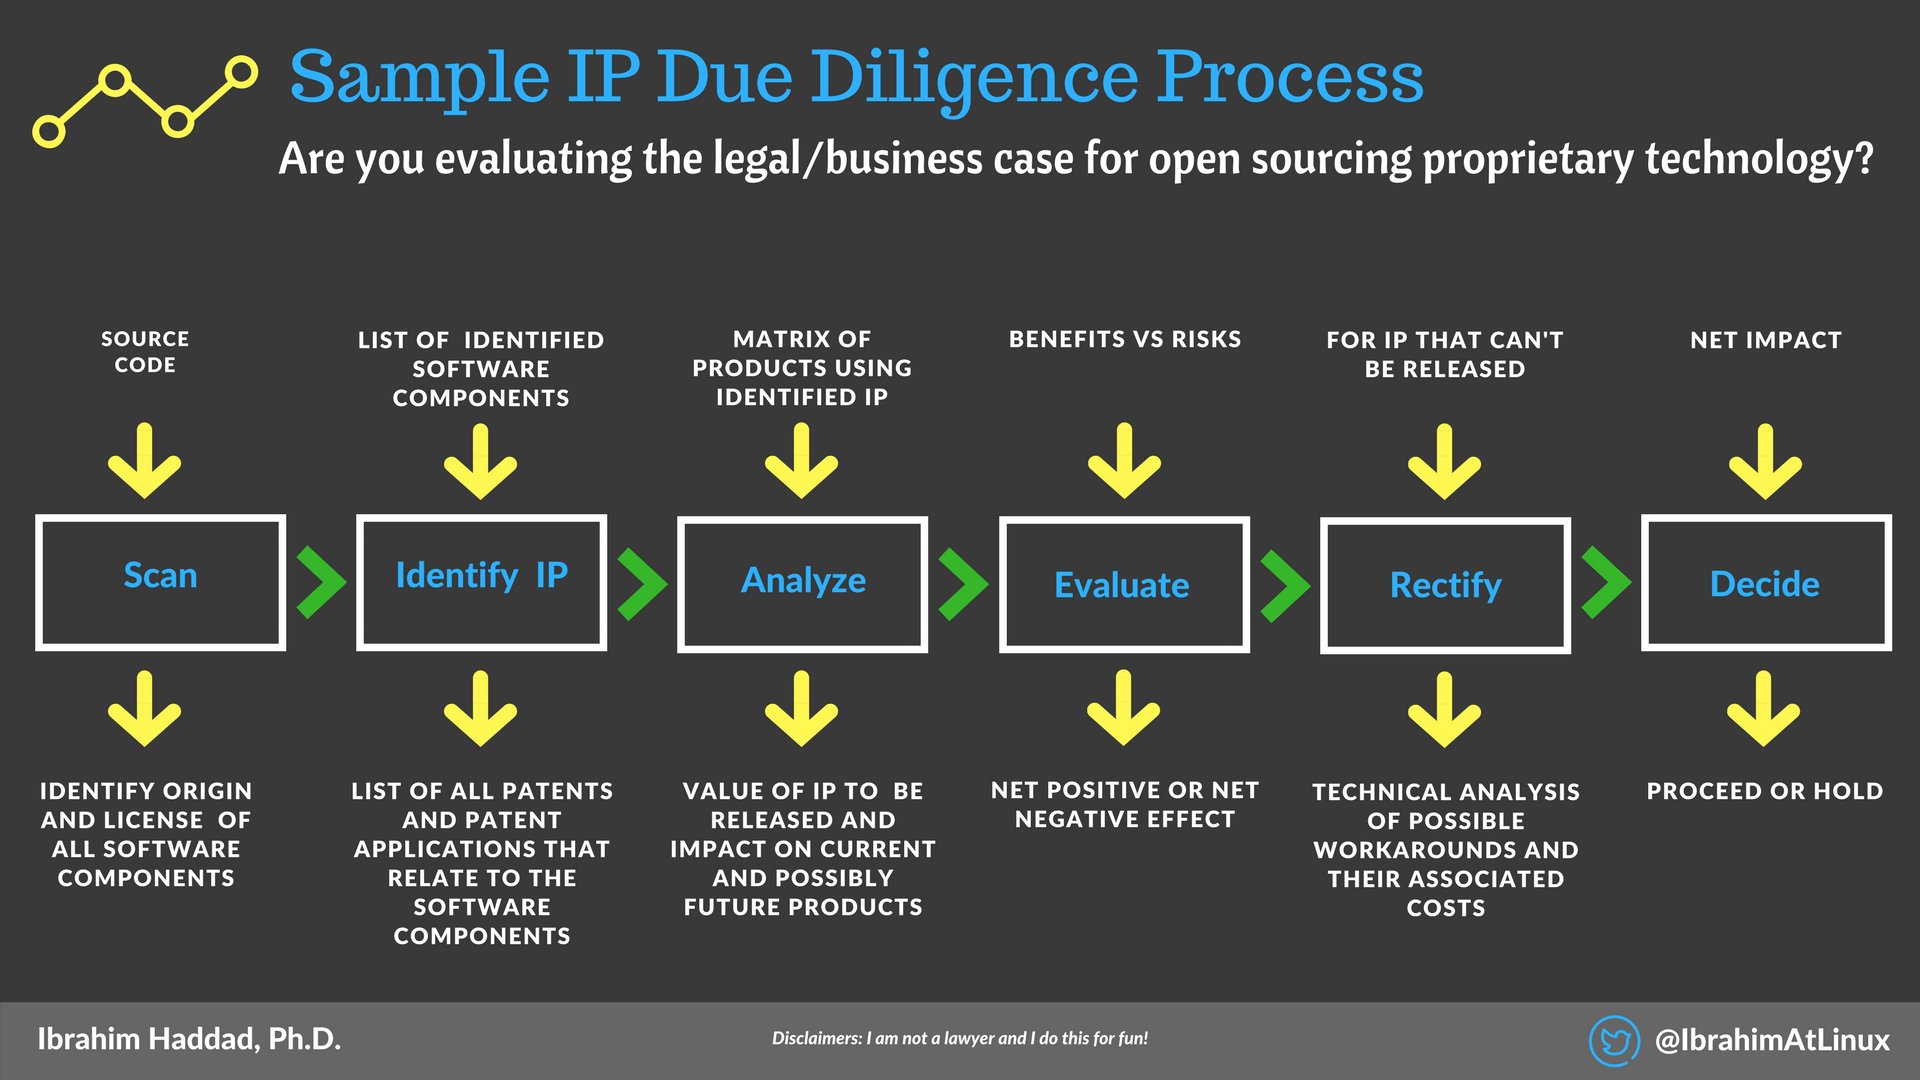 Sample IP Due Diligence Process
Are you evaluating the legal/business case for open sourcing proprietary technology?
SOURCE
CODE
LIST OF IDENTIFIED
SOFTWARE
COMPONENTS
MATRIX OF
PRODUCTS USING
IDENTIFIED IP
BENEFITS VS RISKS
FOR IP THAT CAN'T
BE RELEASED
NET IMPACT
Scan
Identify IP
Analyze
Evaluate
Rectify
Decide
IDENTIFY ORIGIN
AND LICENSE OF
ALL SOFTWARE
COMPONENTS
LIST OF ALL PATENTS
AND PATENT
APPLICATIONS THAT
RELATE TO THE
SOFTWARE
COMPONENTS
VALUE OF IP TO BE
RELEASED AND
IMPACT ON CURRENT
AND POSSIBLY
FUTURE PRODUCTS
NET POSITIVE OR NET
NEGATIVE EFFECT
TECHNICAL ANALYSIS
OF POSSIBLE
WORKAROUNDS AND
THEIR ASSOCIATED
COSTS
PROCEED OR HOLD
Ibrahim Haddad, Ph.D.
Disclaimers: I am not a lawyer and I do this for fun!
@IbrahimAtLinux